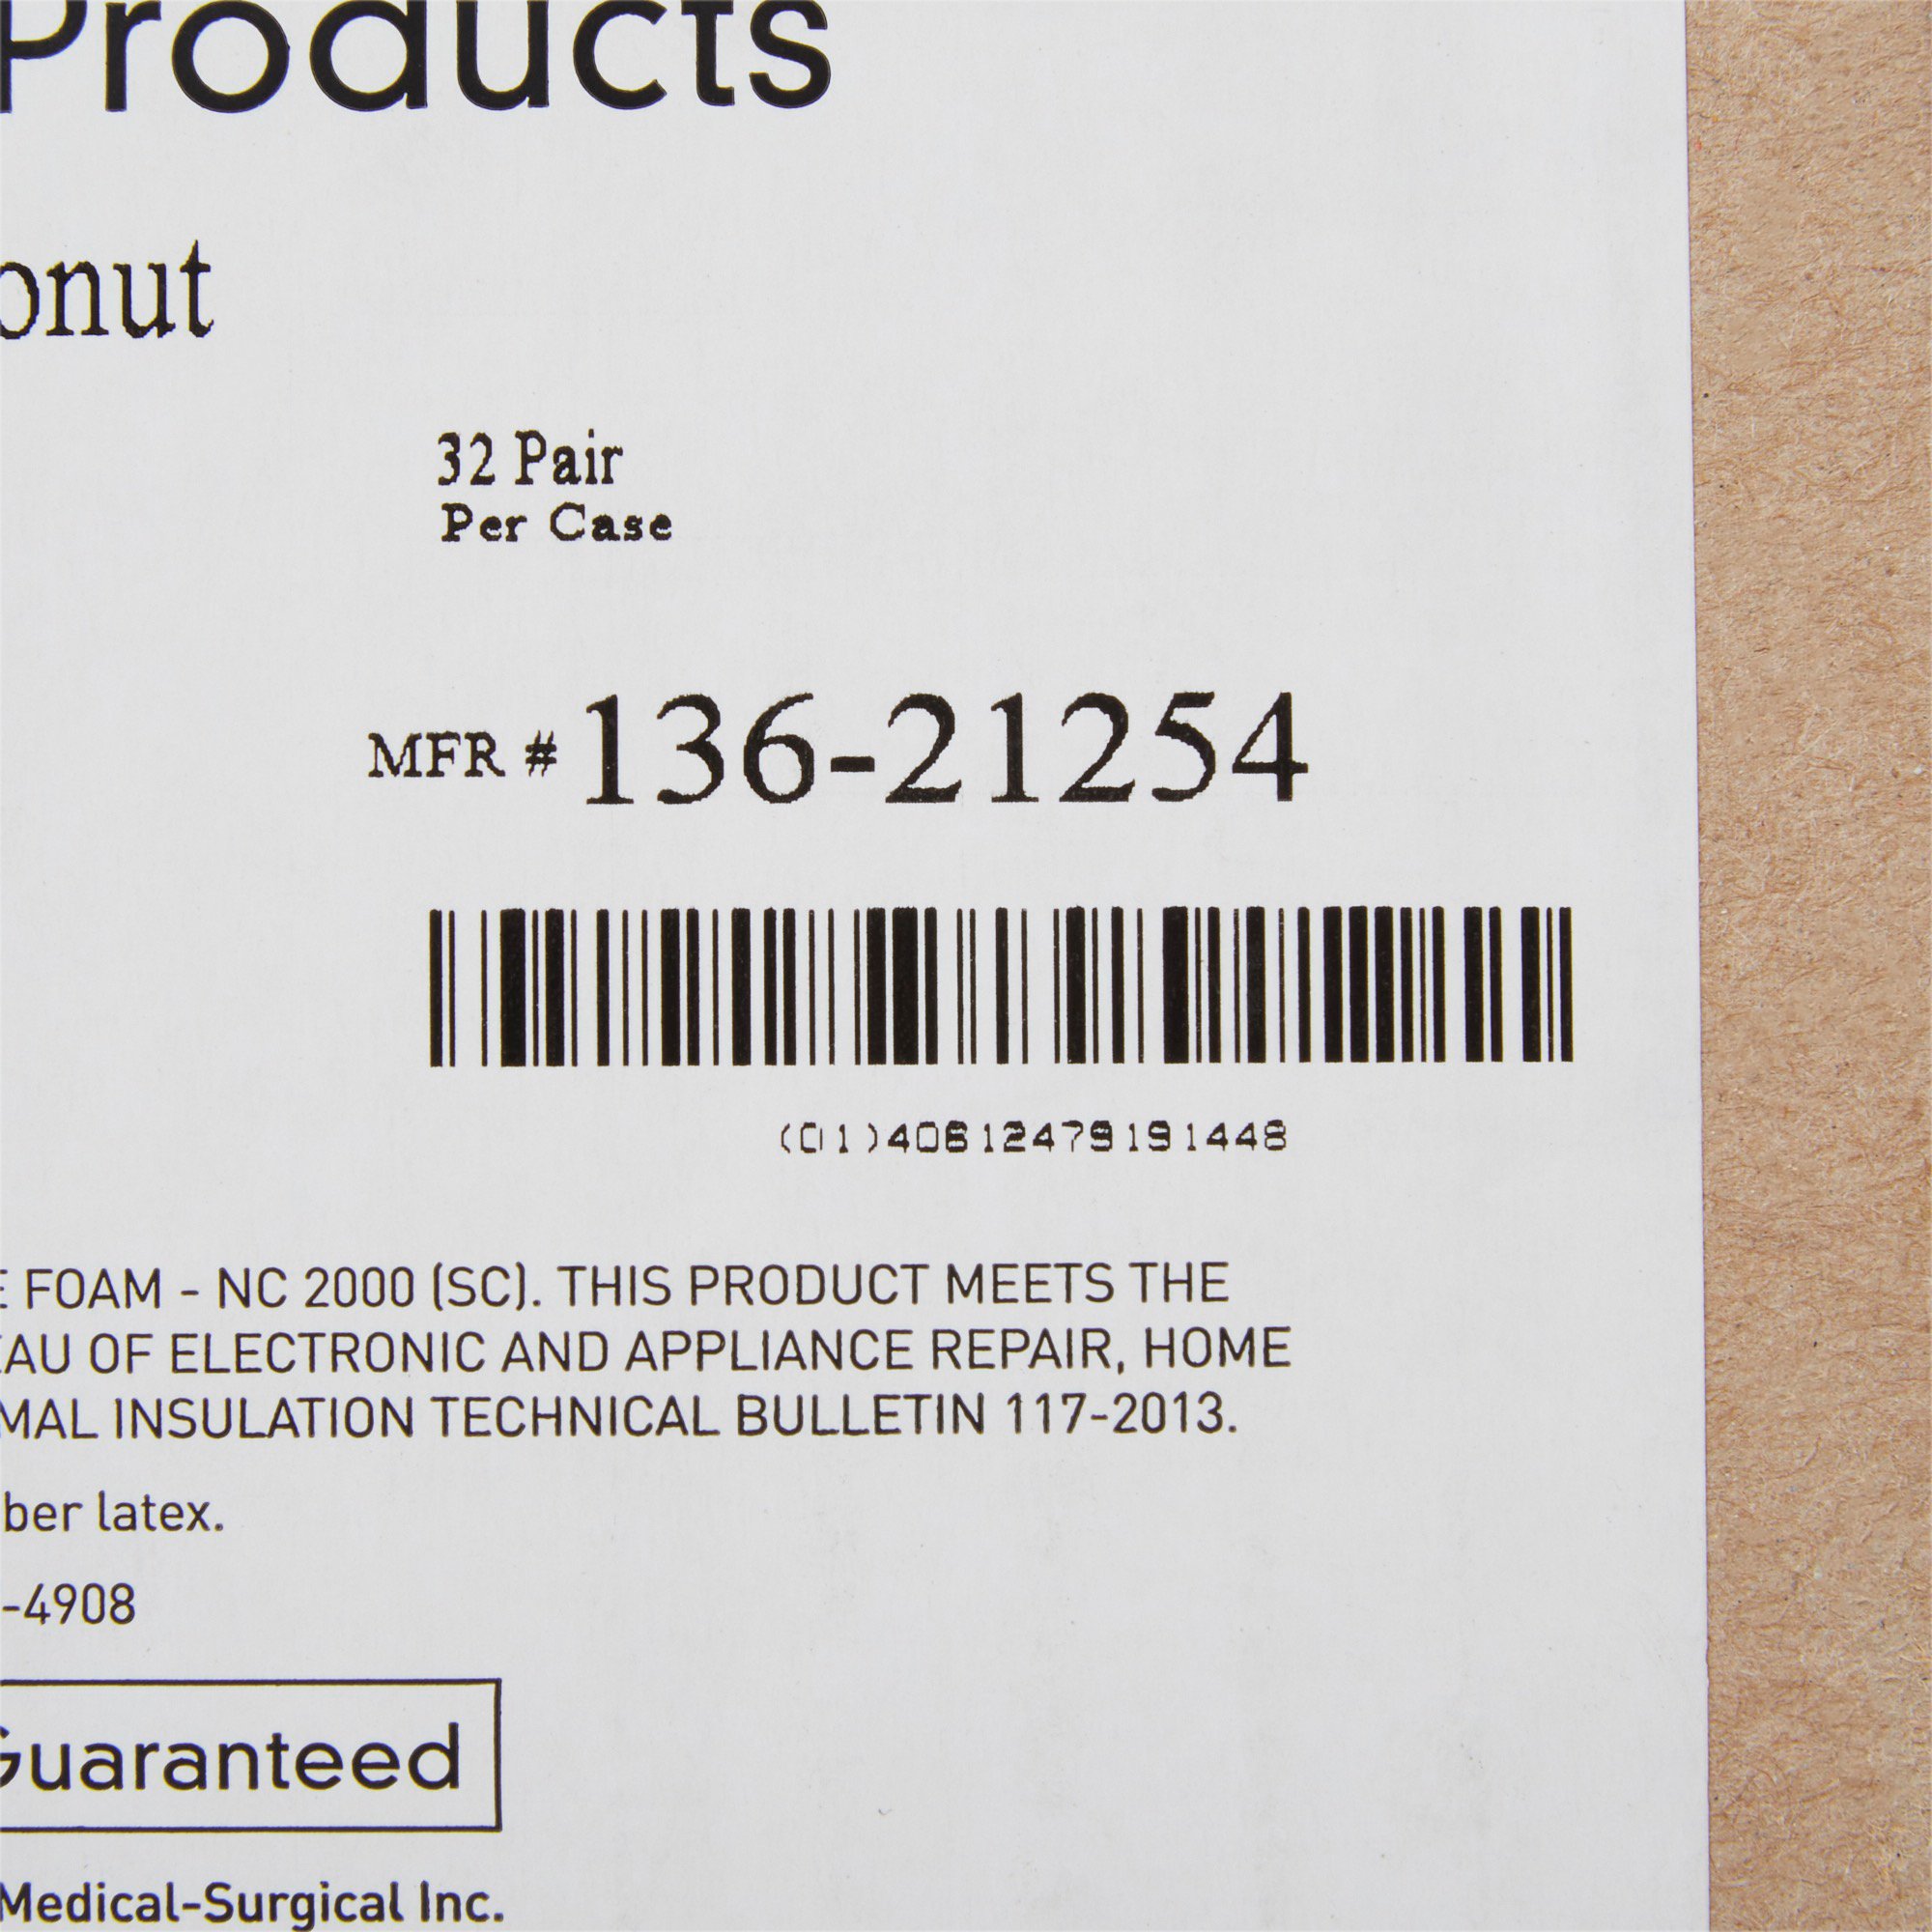 Products
onut
32 Pair
Per Case
MFR # 136-21254
(01)40612479191448
E FOAM - NC 2000 (SC). THIS PRODUCT MEETS THE
EAU OF ELECTRONIC AND APPLIANCE REPAIR, HOME
MAL INSULATION TECHNICAL BULLETIN 117-2013.
ber latex.
-4908
Guaranteed
Medical-Surgical Inc.